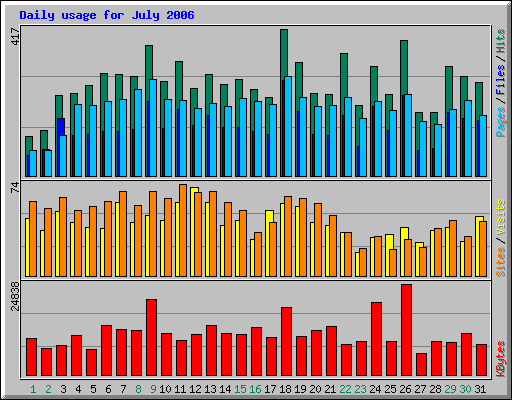 Daily usage for July 2006
417
Pages / Files / Hits
74
Sites / Visits
24838
KBytes
1 2 3 4 5 6 7 8 9 10 11 12 13 14 15 16 17 18 19 20 21 22 23 24 25 26 27 28 29 30 31